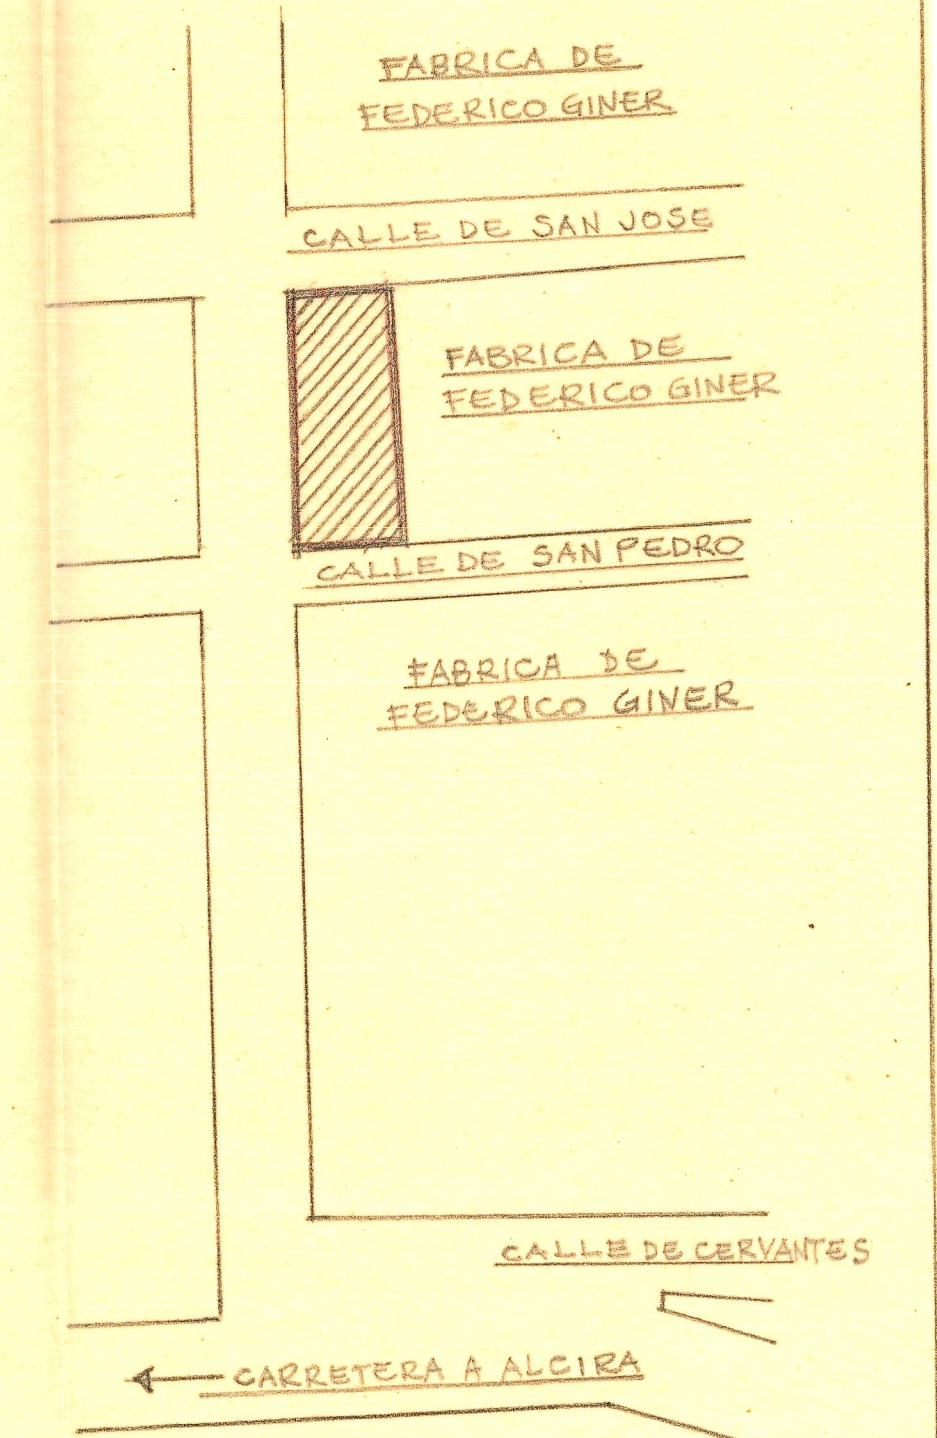 FABRICA DE
FEDERICO GINER
CALLE DE SAN JOSE
FABRICA DE
FEDERICO GINER
CALLE DE SAN PEDRO
FABRICA DE
FEDERICO GINER
CALLE DE CERVANTES
CARRETERA A ALCIRA